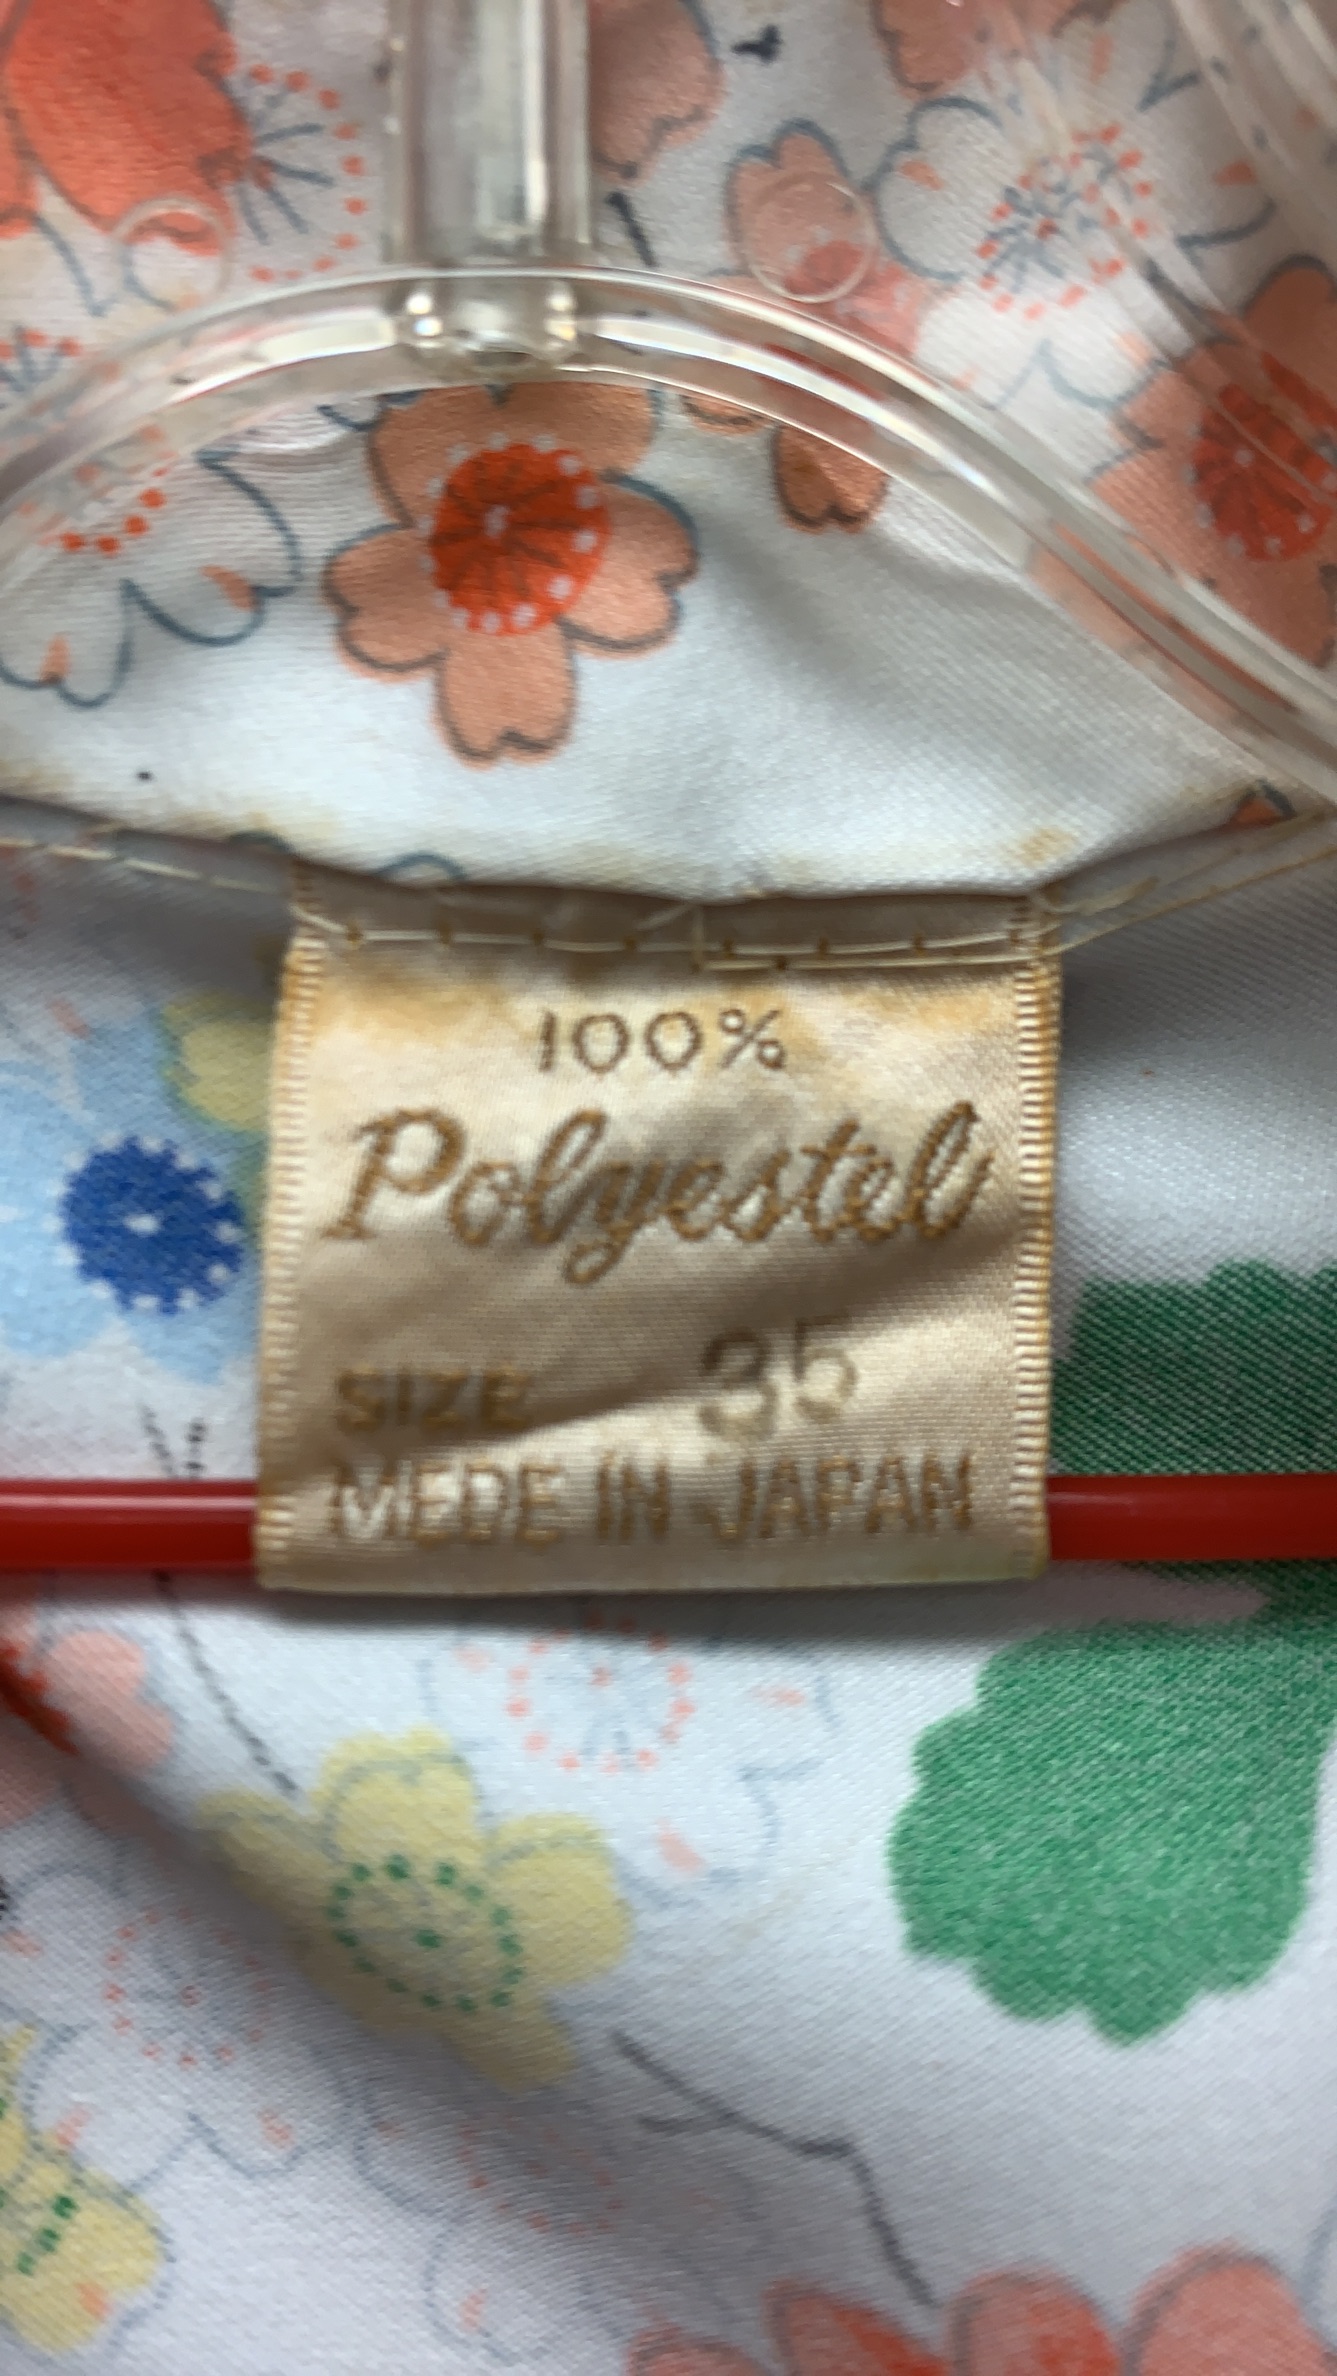 100%
Polyestel
SIZE 35
MEDE IN JAPAN